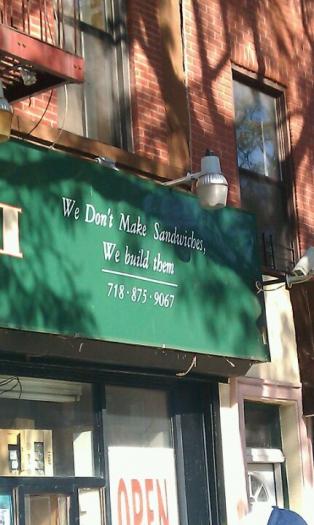 We Don't Make Sandwiches,
We build them
718·875·9067
OPEN